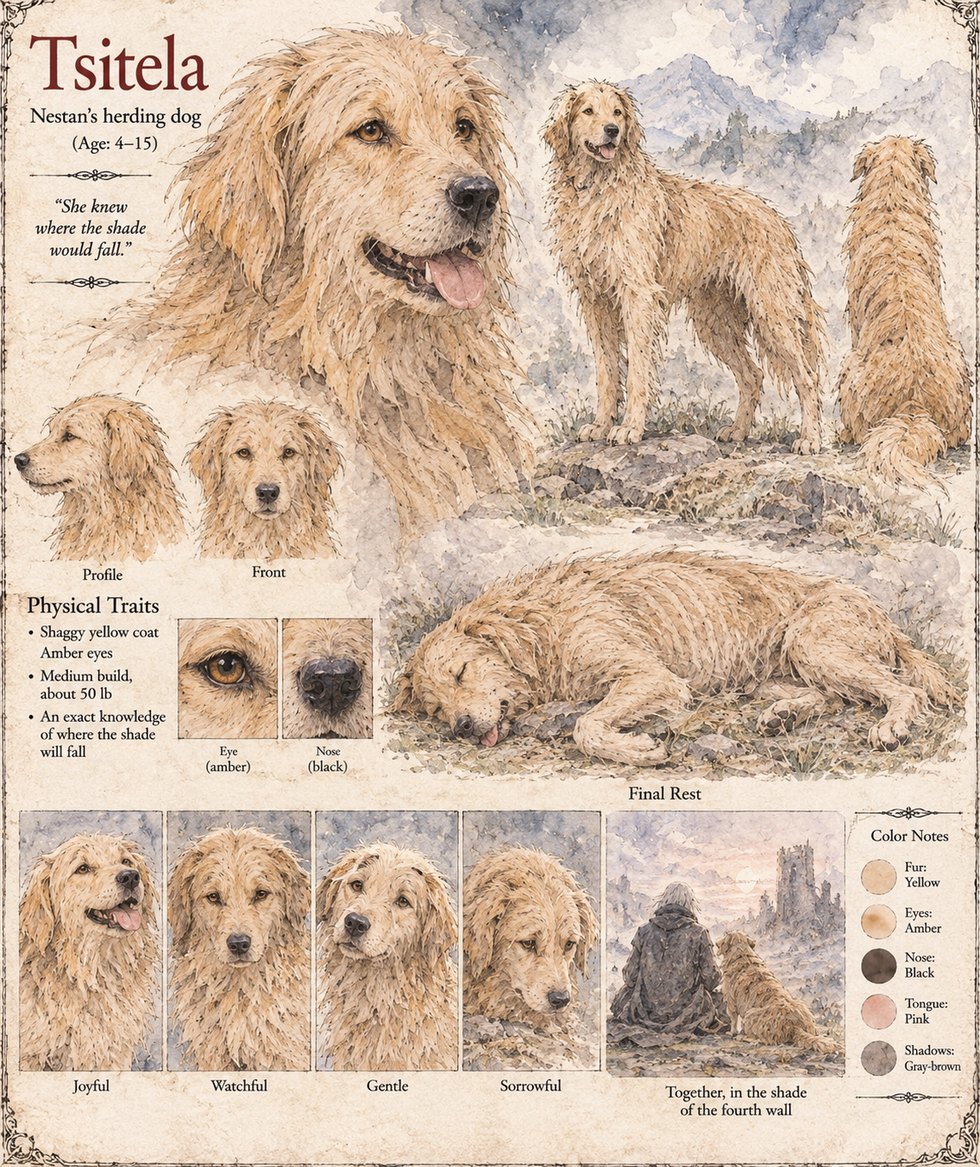 Tsitela
Nestan’s herding dog
(Age: 4–15)
“She knew
where the shade
would fall.”
Profile
Front
Physical Traits
• Shaggy yellow coat
Amber eyes
• Medium build,
about 50 lb
• An exact knowledge
of where the shade
will fall
Eye
(amber)
Nose
(black)
Final Rest
Joyful
Watchful
Gentle
Sorrowful
Together, in the shade
of the fourth wall
Color Notes
Fur:
Yellow
Eyes:
Amber
Nose:
Black
Tongue:
Pink
Shadows:
Gray-brown